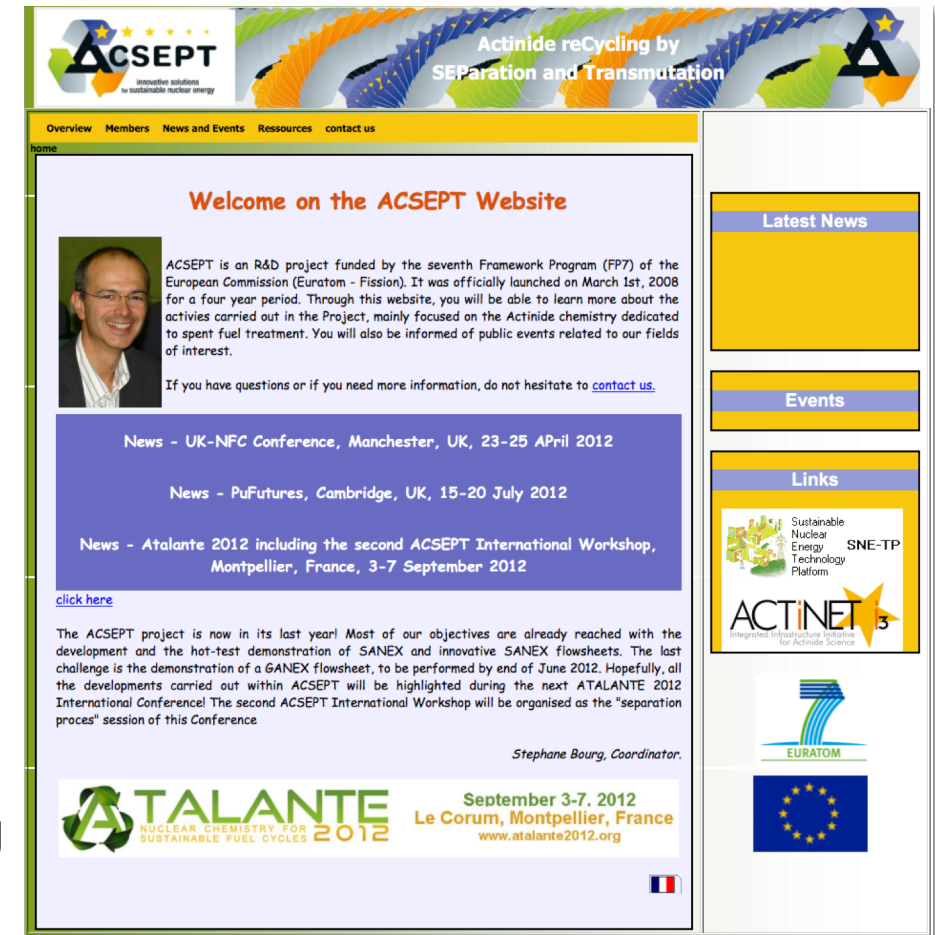 ACSEPT
innovative solutions
for sustainable nuclear energy
Actinide reCycling by
SEParation and Transmutation
Overview Members News and Events Ressources contact us
home
Welcome on the ACSEPT Website
ACSEPT is an R&D project funded by the seventh Framework Program (FP7) of the
European Commission (Euratom - Fission). It was officially launched on March 1st, 2008
for a four year period. Through this website, you will be able to learn more about the
activies carried out in the Project, mainly focused on the Actinide chemistry dedicated
to spent fuel treatment. You will also be informed of public events related to our fields
of interest.
If you have questions or if you need more information, do not hesitate to contact us.
News - UK-NFC Conference, Manchester, UK, 23-25 APril 2012
News - PuFutures, Cambridge, UK, 15-20 July 2012
News - Atalante 2012 including the second ACSEPT International Workshop,
Montpellier, France, 3-7 September 2012
click here
The ACSEPT project is now in its last year! Most of our objectives are already reached with the
development and the hot-test demonstration of SANEX and innovative SANEX flowsheets. The last
challenge is the demonstration of a GANEX flowsheet, to be performed by end of June 2012. Hopefully, all
the developments carried out within ACSEPT will be highlighted during the next ATALANTE 2012
International Conference! The second ACSEPT International Workshop will be organised as the "separation
proces" session of this Conference
Stephane Bourg, Coordinator.
ATALANTE
NUCLEAR CHEMISTRY FOR
SUSTAINABLE FUEL CYCLES 2012
September 3-7, 2012
Le Corum, Montpellier, France
www.atalante2012.org
Latest News
Events
Links
Sustainable
Nuclear
Energy
Technology
Platform
SNE-TP
ACTiNET i3
Integrated Infrastructure Initiative
for Actinide Science
7
EURATOM